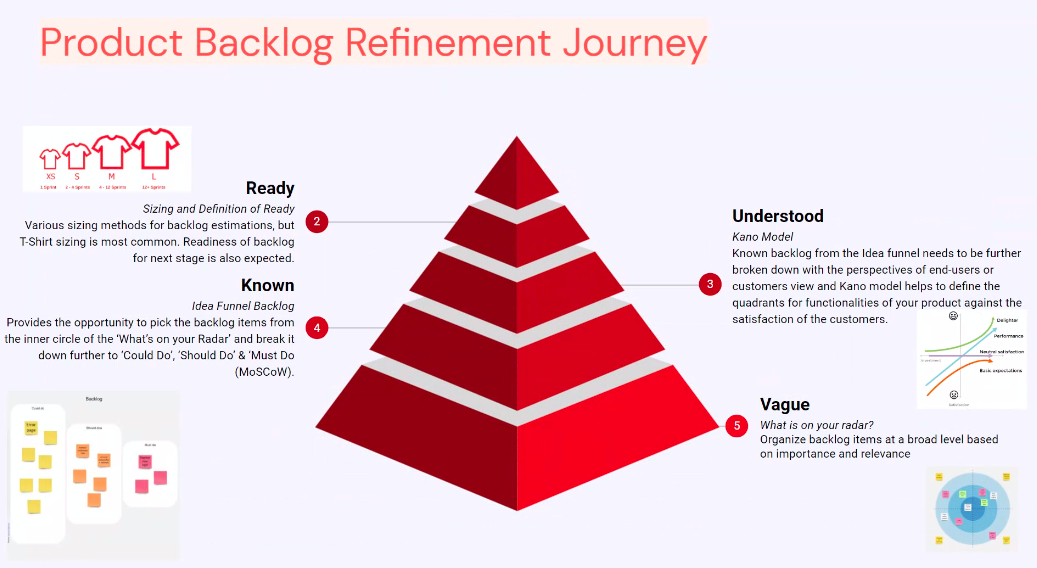 Product Backlog Refinement Journey
XS S M L
1 Sprint 2 - 4 Sprints 4 - 12 Sprints 12+ Sprints
Ready
Sizing and Definition of Ready
Various sizing methods for backlog estimations, but
T-Shirt sizing is most common. Readiness of backlog
for next stage is also expected.
2
Known
Idea Funnel Backlog
Provides the opportunity to pick the backlog items from
the inner circle of the ‘What’s on your Radar’ and break it
down further to ‘Could Do’, ‘Should Do’ & ‘Must Do
(MoSCoW).
4
Understood
Kano Model
Known backlog from the Idea funnel needs to be further
broken down with the perspectives of end-users or
customers view and Kano model helps to define the
quadrants for functionalities of your product against the
satisfaction of the customers.
3
Delighter
Performance
Neutral satisfaction
Basic expectations
Vague
What is on your radar?
Organize backlog items at a broad level based
on importance and relevance
5
Backlog